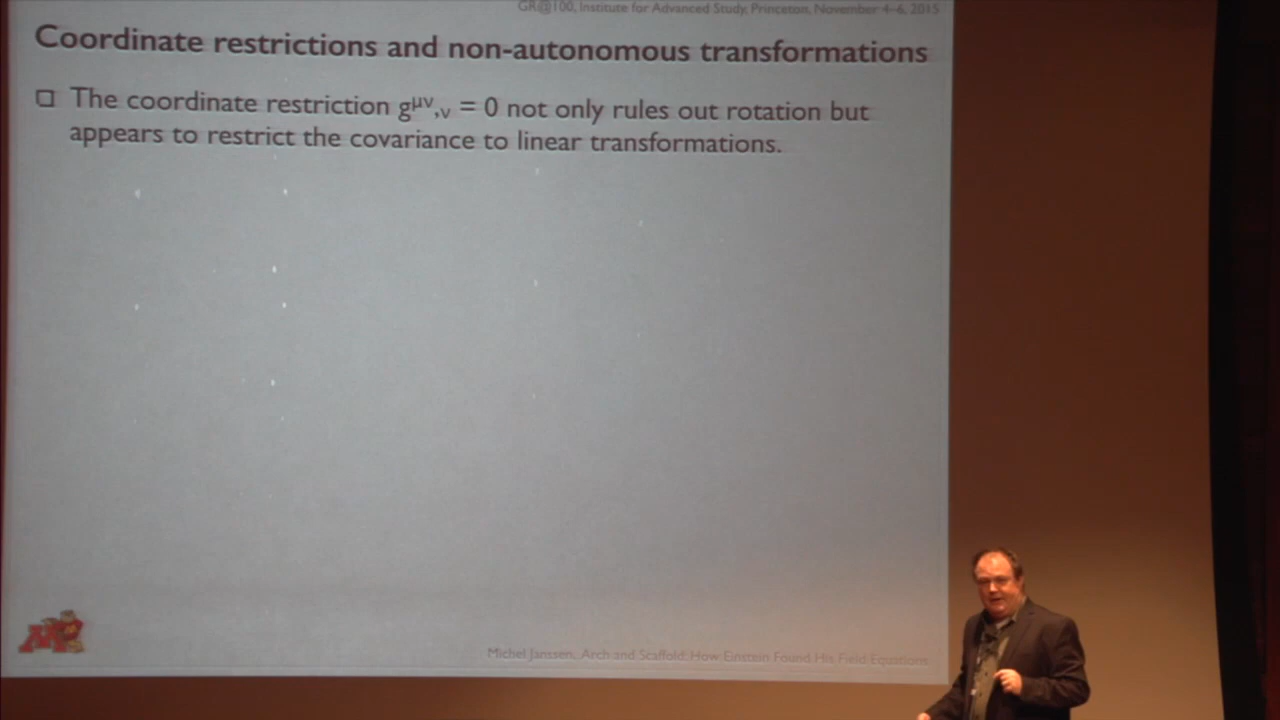 GR@100, Institute for Advanced Study, Princeton, November 4-6, 2015
Coordinate restrictions and non-autonomous transformations
The coordinate restriction gᵘᵛ,ᵥ = 0 not only rules out rotation but
appears to restrict the covariance to linear transformations.
M
Michel Janssen, Arch and Scaffold: How Einstein Found His Field Equations